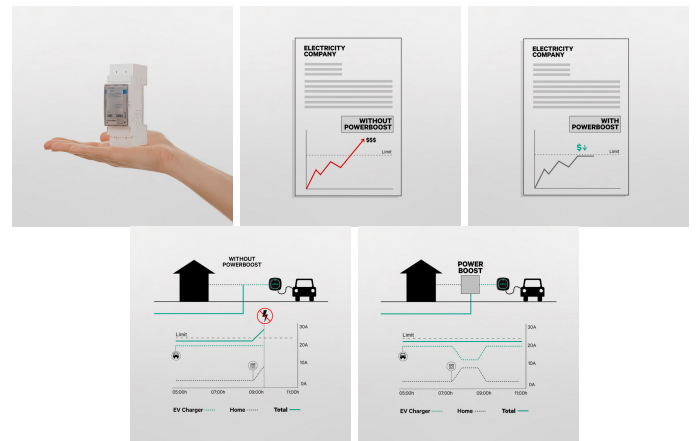 ELECTRICITY
COMPANY
WITHOUT
POWERBOOST
$$$
Limit
ELECTRICITY
COMPANY
WITH
POWERBOOST
$
Limit
WITHOUT
POWERBOOST
Limit
30A
20A
10A
0A
05:00h 07:00h 09:00h 11:00h
EV Charger Home Total
POWER
BOOST
Limit
30A
20A
10A
0A
05:00h 07:00h 09:00h 11:00h
EV Charger Home Total